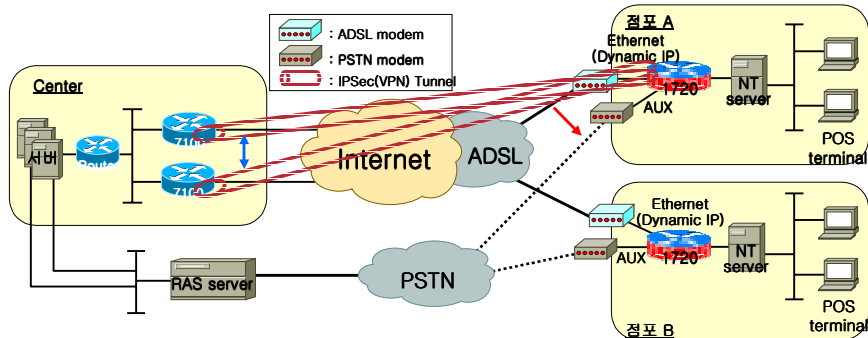 : ADSL modem
: PSTN modem
: IPSec(VPN) Tunnel
Center
서버
Router
7100
7100
Internet
ADSL
RAS server
PSTN
점포 A
Ethernet
(Dynamic IP)
1720
AUX
NT
server
POS
terminal
Ethernet
(Dynamic IP)
1720
AUX
NT
server
POS
terminal
점포 B